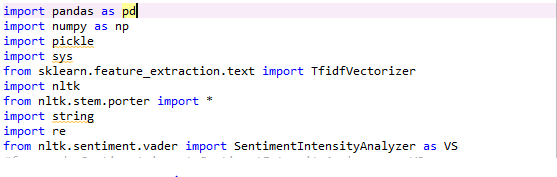 import pandas as pd
import numpy as np
import pickle
import sys
from sklearn.feature_extraction.text import TfidfVectorizer
import nltk
from nltk.stem.porter import *
import string
import re
from nltk.sentiment.vader import SentimentIntensityAnalyzer as VS